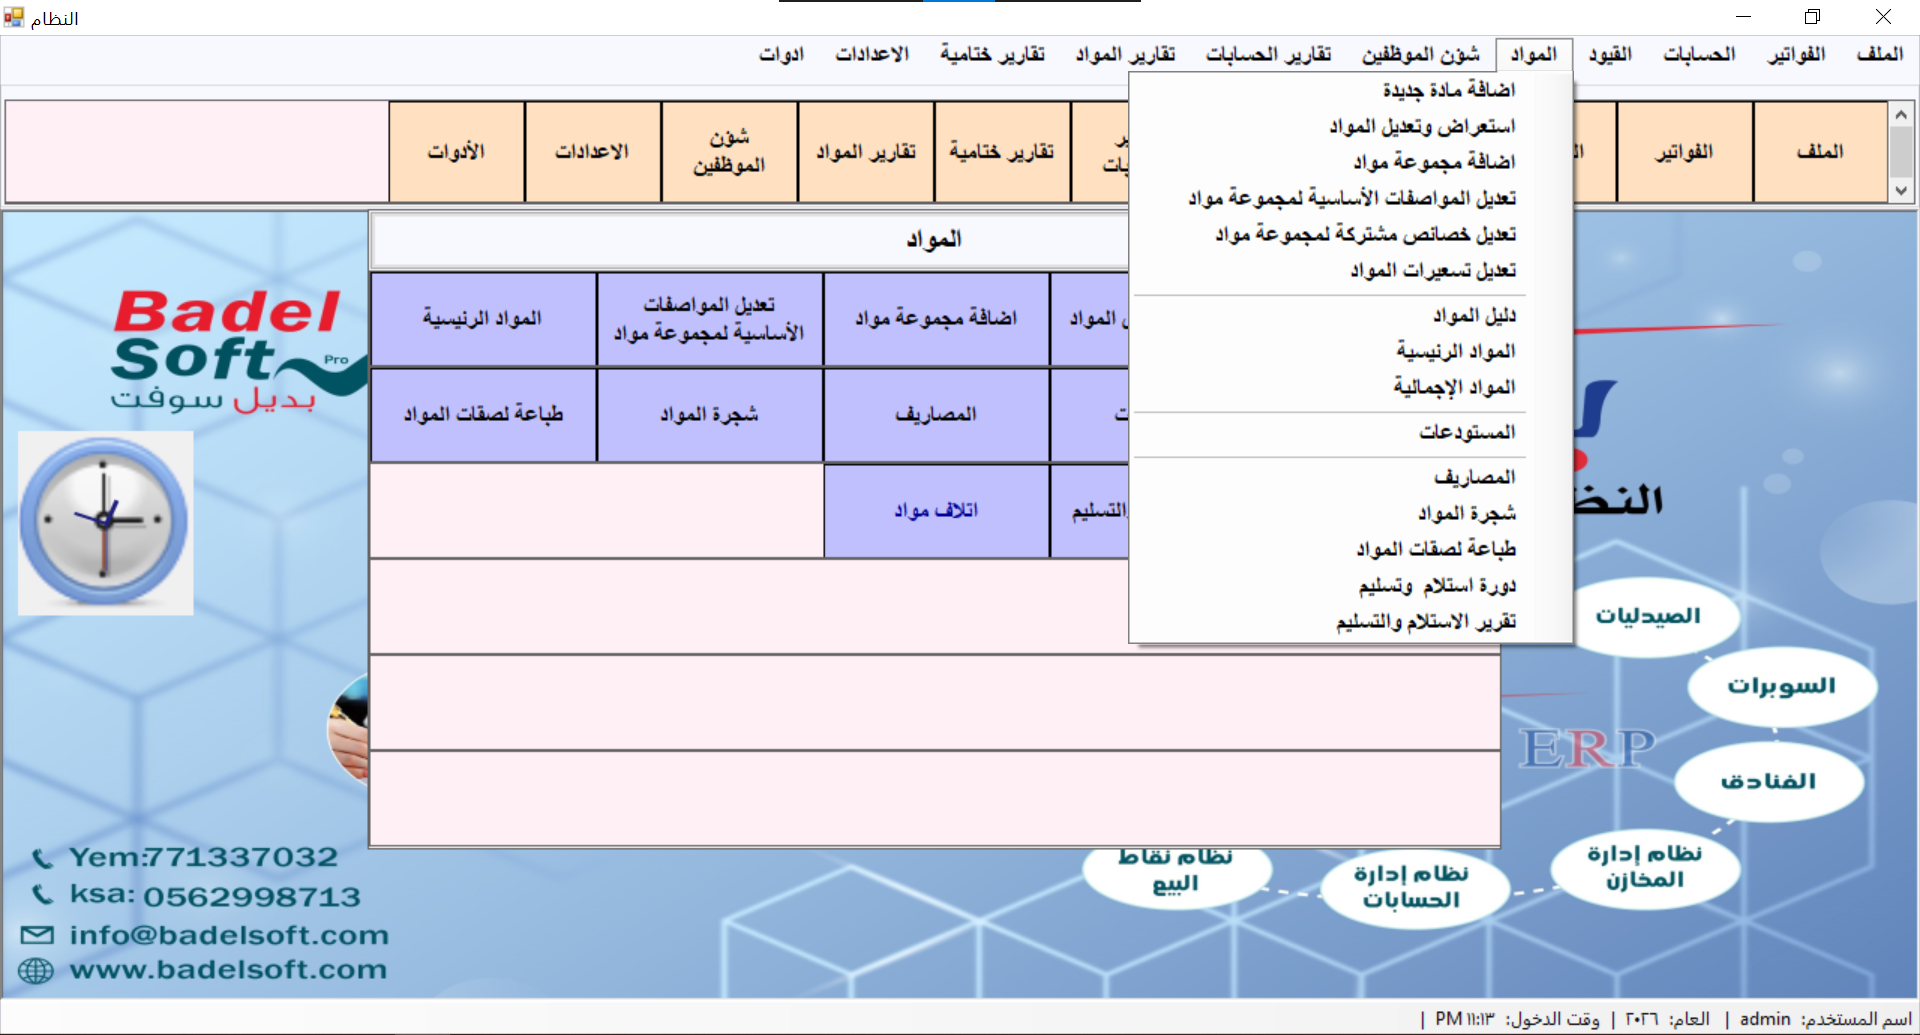 النظام
الملف
الفواتير
الحسابات
القيود
المواد
شؤن الموظفين
تقارير الحسابات
تقارير المواد
تقارير ختامية
الاعدادات
ادوات
الملف
الفواتير
تقارير ختامية
تقارير المواد
شؤن
الموظفين
الاعدادات
الأدوات
اضافة مادة جديدة
استعراض وتعديل المواد
اضافة مجموعة مواد
تعديل المواصفات الأساسية لمجموعة مواد
تعديل خصائص مشتركة لمجموعة مواد
تعديل تسعيرات المواد
دليل المواد
المواد الرئيسية
المواد الإجمالية
المستودعات
المصاريف
شجرة المواد
طباعة لصقات المواد
دورة استلام  وتسليم
تقرير الاستلام والتسليم
المواد
المواد
اضافة مجموعة مواد
تعديل المواصفات
الأساسية لمجموعة مواد
المواد الرئيسية
المصاريف
شجرة المواد
طباعة لصقات المواد
والتسليم
اتلاف مواد
Badel
Soft
Pro
بديل سوفت
الصيدليات
السوبرات
الفنادق
نظام إدارة
المخازن
نظام إدارة
الحسابات
نظام نقاط
البيع
ERP
Yem:771337032
ksa: 0562998713
info@badelsoft.com
www.badelsoft.com
اسم المستخدم: admin | العام: ٢٠٢٦ | وقت الدخول: ١١:١٣ PM |